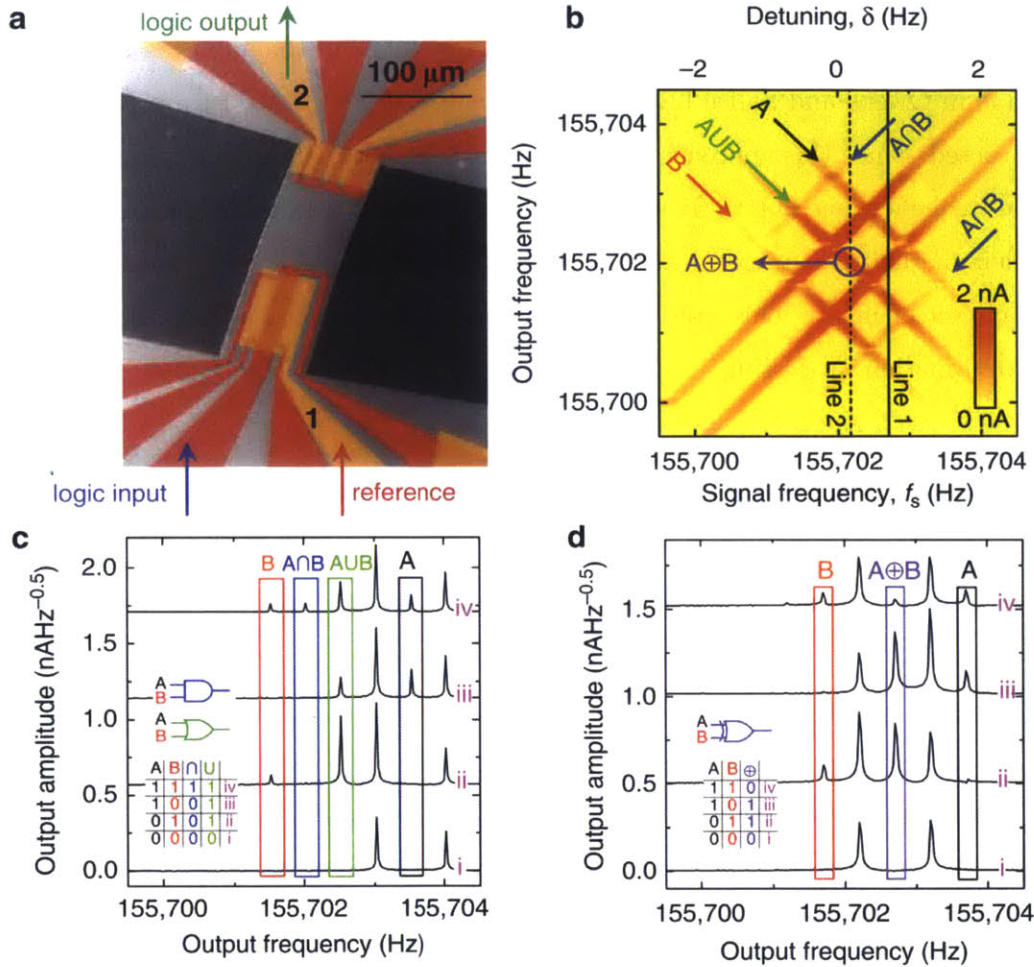 a
logic output
100 μm
2
1
logic input
reference
b
Detuning, δ (Hz)
−2 0 2
Output frequency (Hz)
155,704
155,702
155,700
A
A∪B
B
A∩B
A∩B
A⊕B
2 nA
0 nA
Line 2
Line 1
155,700 155,702 155,704
Signal frequency, fs (Hz)
c
Output amplitude (nAHz−0.5)
2.0
1.5
1.0
0.5
0.0
B A∩B A∪B A
iv
iii
ii
i
A
B
A
B
A B ∩ ∪
1 1 1 1 iv
1 0 0 1 iii
0 1 0 1 ii
0 0 0 0 i
155,700 155,702 155,704
Output frequency (Hz)
d
Output amplitude (nAHz−0.5)
1.5
1.0
0.5
0.0
B A⊕B A
iv
iii
ii
i
A
B
A B ⊕
1 1 0 iv
1 0 1 iii
0 1 1 ii
0 0 0 i
155,700 155,702 155,704
Output frequency (Hz)